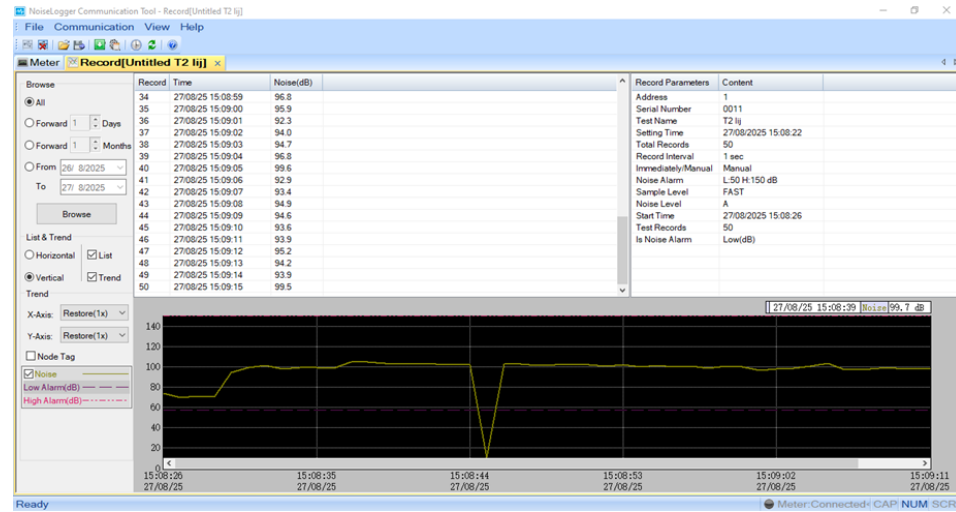 NoiseLogger Communication Tool - Record[Untitled T2 lij]
File Communication View Help
Meter Record[Untitled T2 lij] ×
Browse
All
Forward 1 Days
Forward 1 Months
From 26/ 8/2025
To 27/ 8/2025
Browse
List & Trend
Horizontal List
Vertical Trend
Trend
X-Axis: Restore(1x)
Y-Axis: Restore(1x)
Node Tag
Noise
Low Alarm(dB)
High Alarm(dB)
Record Time Noise(dB)
34 27/08/25 15:08:59 96.8
35 27/08/25 15:09:00 95.9
36 27/08/25 15:09:01 92.3
37 27/08/25 15:09:02 94.0
38 27/08/25 15:09:03 94.7
39 27/08/25 15:09:04 96.8
40 27/08/25 15:09:05 99.6
41 27/08/25 15:09:06 92.9
42 27/08/25 15:09:07 93.4
43 27/08/25 15:09:08 94.9
44 27/08/25 15:09:09 94.6
45 27/08/25 15:09:10 93.6
46 27/08/25 15:09:11 93.9
47 27/08/25 15:09:12 95.2
48 27/08/25 15:09:13 94.2
49 27/08/25 15:09:14 93.9
50 27/08/25 15:09:15 99.5
Record Parameters Content
Address 1
Serial Number 0011
Test Name T2 lij
Setting Time 27/08/2025 15:08:22
Total Records 50
Record Interval 1 sec
Immediately/Manual Manual
Noise Alarm L:50 H:150 dB
Sample Level FAST
Noise Level A
Start Time 27/08/2025 15:08:26
Test Records 50
Is Noise Alarm Low(dB)
27/08/25 15:08:39 Noise 99.7 dB
140
120
100
80
60
40
20
0
15:08:26 15:08:35 15:08:44 15:08:53 15:09:02 15:09:11
27/08/25 27/08/25 27/08/25 27/08/25 27/08/25 27/08/25
Ready Meter:Connected CAP NUM SCR